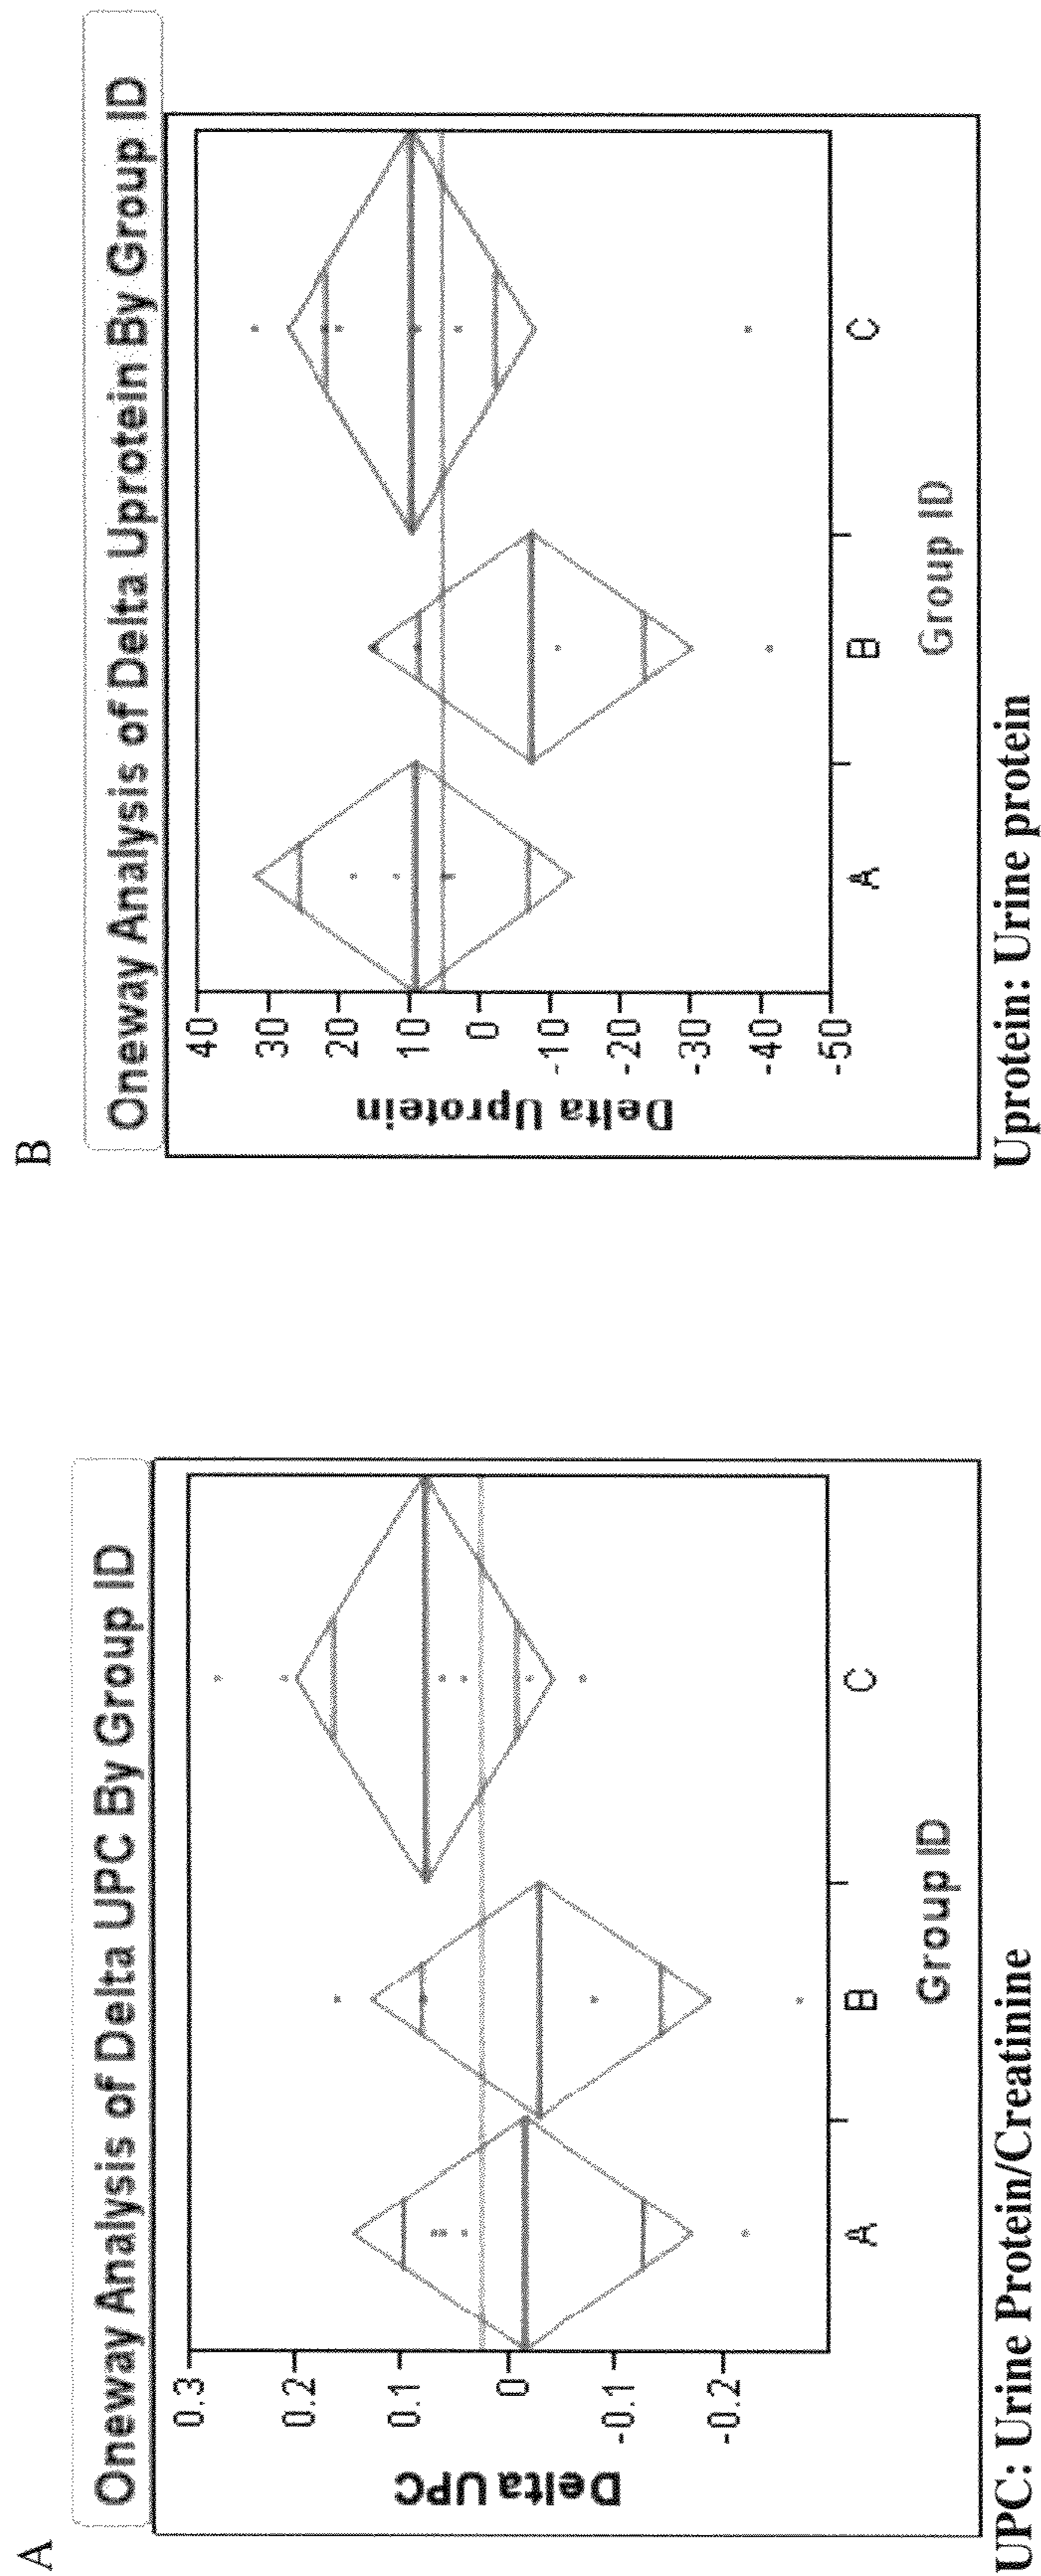 A
Oneway Analysis of Delta UPC By Group ID
Delta UPC
0.3
0.2
0.1
0
-0.1
-0.2
A
B
C
Group ID
UPC: Urine Protein/Creatinine
B
Oneway Analysis of Delta Uprotein By Group ID
Delta Uprotein
40
30
20
10
0
-10
-20
-30
-40
-50
A
B
C
Group ID
Uprotein: Urine protein